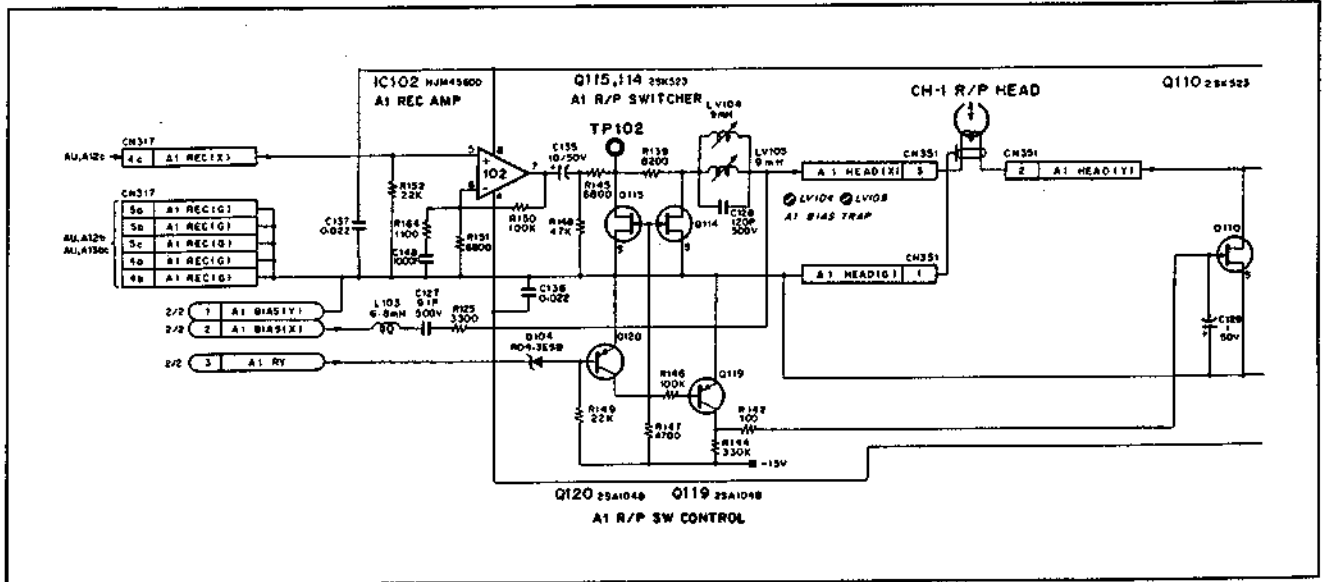 IC102 NJM4560D
A1 REC AMP
Q115,114 2SK523
A1 R/P SWITCHER
TP102
LV104
9mH
LV105
9mH
CH-1 R/P HEAD
Q110 2SK523
AU,A12c
CN317
4c A1 REC(X)
CN317
5a A1 REC(G)
5b A1 REC(G)
5c A1 REC(G)
4a A1 REC(G)
4b A1 REC(G)
AU,A12b
R152
22K
C137
0.022
5
+
6
-
102
8
7
4
C135
10/50V
R145
6800
R139
8200
R164
1100
C148
1000P
R151
6800
R150
100K
R148
47K
Q115
S
Q114
S
C128
120P
500V
A1 HEAD(X) 3
CN351
CN351
2 A1 HEAD(Y)
LV104 LV105
A1 BIAS TRAP
CN351
A1 HEAD(G) 1
Q110
S
C129
1
50V
C136
0.022
2/2 1 A1 BIAS(Y)
2/2 2 A1 BIAS(X)
2/2 3 A1 RY
L103
6.8mH
C127
500V
R125
3300
D104
Q120
R149
22K
R146
100K
Q119
R147
4700
R142
100
R144
330K
-15V
Q120 2SA1048
Q119 2SA1048
A1 R/P SW CONTROL